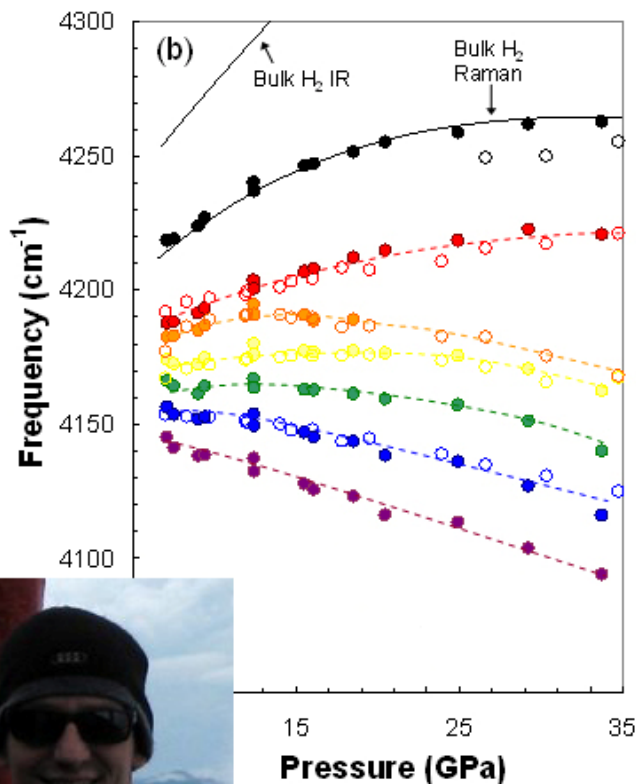 4300
(b)
Bulk H2 IR
Bulk H2
Raman
4250
4200
4150
4100
Frequency (cm-1)
15
25
35
Pressure (GPa)